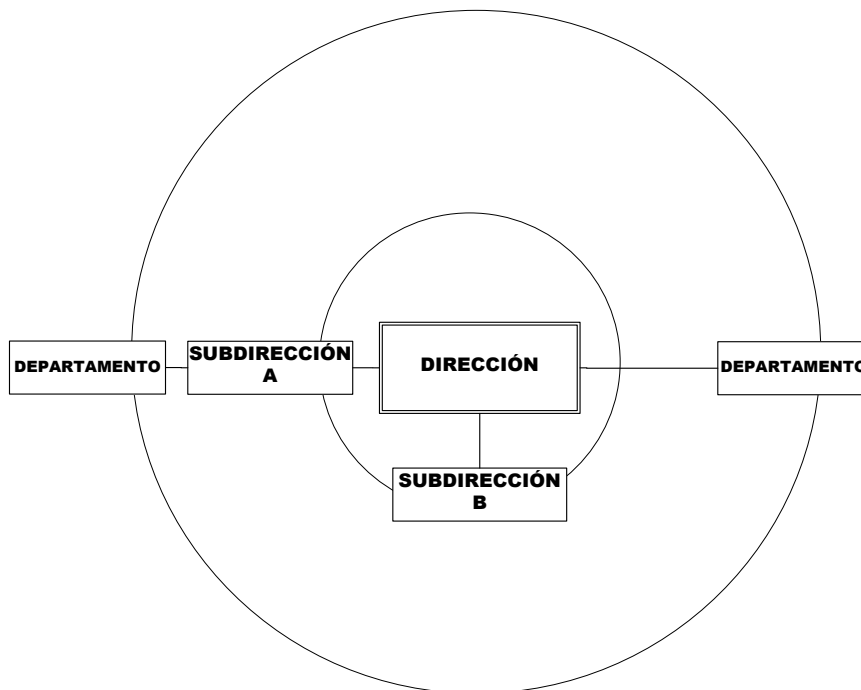 DEPARTAMENTO
SUBDIRECCIÓN
A
DIRECCIÓN
DEPARTAMENTO
SUBDIRECCIÓN
B